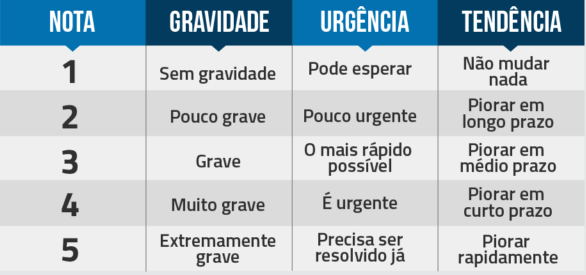 NOTA GRAVIDADE URGÊNCIA TENDÊNCIA
1 Sem gravidade Pode esperar Não mudar nada
2 Pouco grave Pouco urgente Piorar em longo prazo
3 Grave O mais rápido possível Piorar em médio prazo
4 Muito grave É urgente Piorar em curto prazo
5 Extremamente grave Precisa ser resolvido já Piorar rapidamente